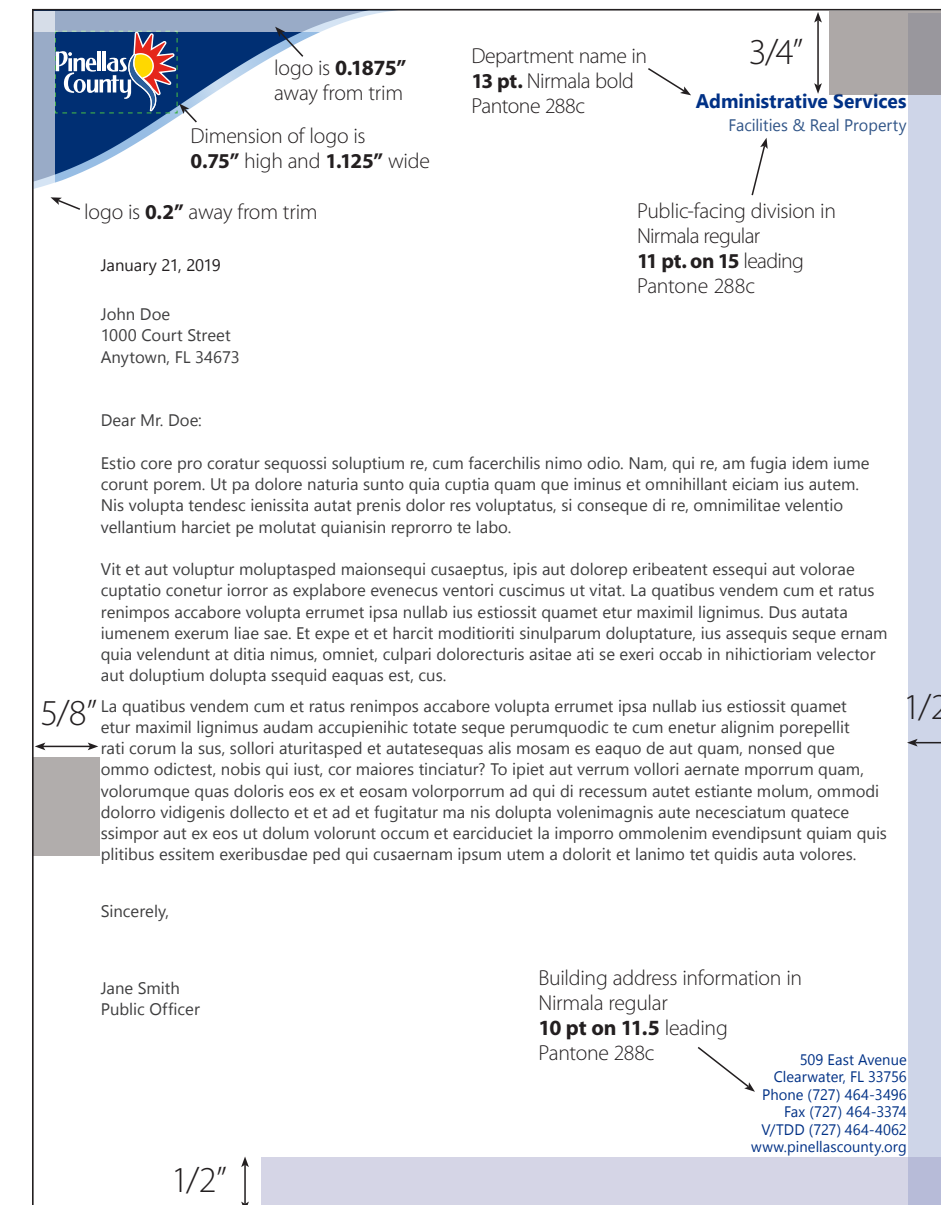 Pinellas
County
logo is 0.1875”
away from trim
Dimension of logo is
0.75” high and 1.125” wide
logo is 0.2” away from trim
Department name in
13 pt. Nirmala bold
Pantone 288c
3/4”
Administrative Services
Facilities & Real Property
Public-facing division in
Nirmala regular
11 pt. on 15 leading
Pantone 288c
January 21, 2019
John Doe
1000 Court Street
Anytown, FL 34673
Dear Mr. Doe:
Estio core pro coratur sequossi soluptium re, cum facerchilis nimo odio. Nam, qui re, am fugia idem iume
corunt porem. Ut pa dolore naturia sunto quia cuptia quam que iminus et omnihillant eiciam ius autem.
Nis volupta tendesc ienissita autat prenis dolor res voluptatus, si conseque di re, omnimilitae velentio
vellantium harciet pe molutat quianisin reprorro te labo.
Vit et aut voluptur moluptasped maionsequi cusaeptus, ipis aut dolorep eribeatent essequi aut volorae
cuptatio conetur iorror as explabore evenecus ventori cuscimus ut vitat. La quatibus vendem cum et ratus
renimpos accabore volupta errumet ipsa nullab ius estiossit quamet etur maximil lignimus. Dus autata
iumenem exerum liae sae. Et expe et et harcit moditioriti sinulparum doluptature, ius assequis seque ernam
quia velendunt at ditia nimus, omniet, culpari dolorecturis asitae ati se exeri occab in nihictioriam velector
aut doluptium dolupta ssequid eaquas est, cus.
5/8”
La quatibus vendem cum et ratus renimpos accabore volupta errumet ipsa nullab ius estiossit quamet
etur maximil lignimus audam accupienihic totate seque perumquodic te cum enetur alignim porepellit
rati corum la sus, sollori aturitasped et autatesequas alis mosam es eaquo de aut quam, nonsed que
ommo odictest, nobis qui iust, cor maiores tinciatur? To ipiet aut verrum vollori aernate mporrum quam,
volorumque quas doloris eos ex et eosam volorporrum ad qui di recessum autet estiante molum, ommodi
dolorro vidigenis dollecto et et ad et fugitatur ma nis dolupta volenimagnis aute necesciatum quatece
ssimpor aut ex eos ut dolum volorunt occum et earciduciet la imporro ommolenim evendipsunt quiam quis
plitibus essitem exeribusdae ped qui cusaernam ipsum utem a dolorit et lanimo tet quidis auta volores.
1/2
Sincerely,
Jane Smith
Public Officer
Building address information in
Nirmala regular
10 pt on 11.5 leading
Pantone 288c
509 East Avenue
Clearwater, FL 33756
Phone (727) 464-3496
Fax (727) 464-3374
V/TDD (727) 464-4062
www.pinellascounty.org
1/2”